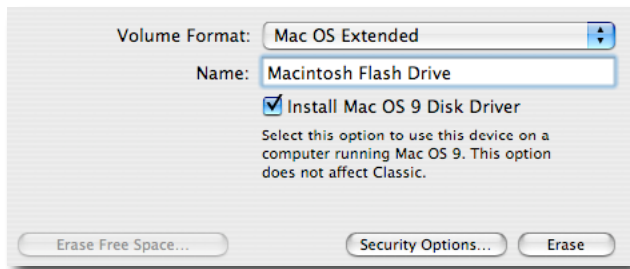 Volume Format: Mac OS Extended
Name: Macintosh Flash Drive
Install Mac OS 9 Disk Driver
Select this option to use this device on a
computer running Mac OS 9. This option
does not affect Classic.
Erase Free Space... Security Options... Erase